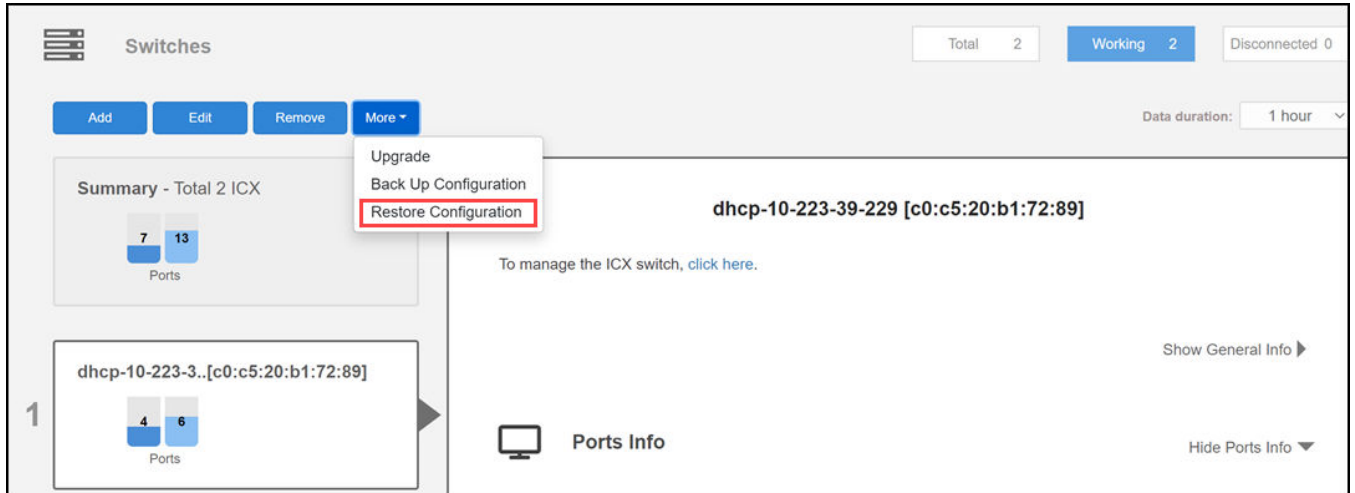 Switches
Total 2
Working 2
Disconnected 0
Add
Edit
Remove
More
Data duration: 1 hour
Upgrade
Back Up Configuration
Restore Configuration
Summary - Total 2 ICX
7 13
Ports
dhcp-10-223-39-229 [c0:c5:20:b1:72:89]
To manage the ICX switch, click here.
Show General Info
1
dhcp-10-223-3..[c0:c5:20:b1:72:89]
4 6
Ports
Ports Info
Hide Ports Info